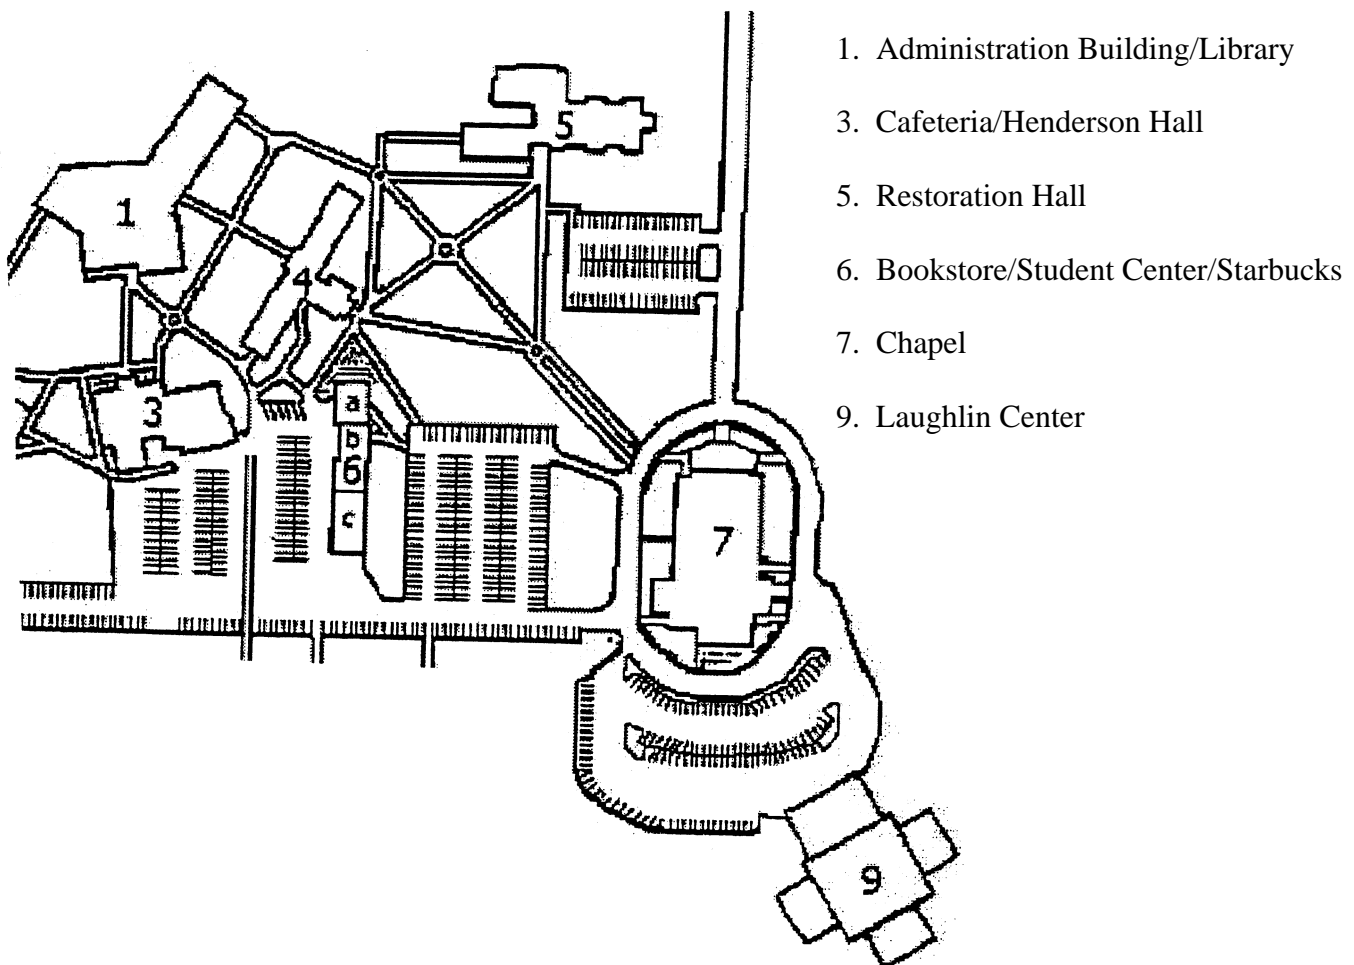 1. Administration Building/Library
3. Cafeteria/Henderson Hall
5. Restoration Hall
6. Bookstore/Student Center/Starbucks
7. Chapel
9. Laughlin Center
5
1
4
3
a
b
6
c
7
9